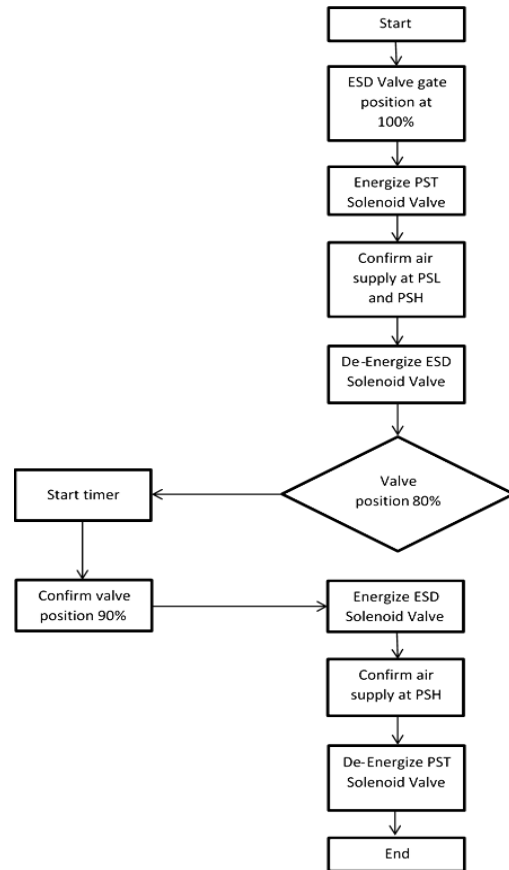 Start
ESD Valve gate
position at
100%
Energize PST
Solenoid Valve
Confirm air
supply at PSL
and PSH
De-Energize ESD
Solenoid Valve
Valve
position 80%
Start timer
Confirm valve
position 90%
Energize ESD
Solenoid Valve
Confirm air
supply at PSH
De-Energize PST
Solenoid Valve
End